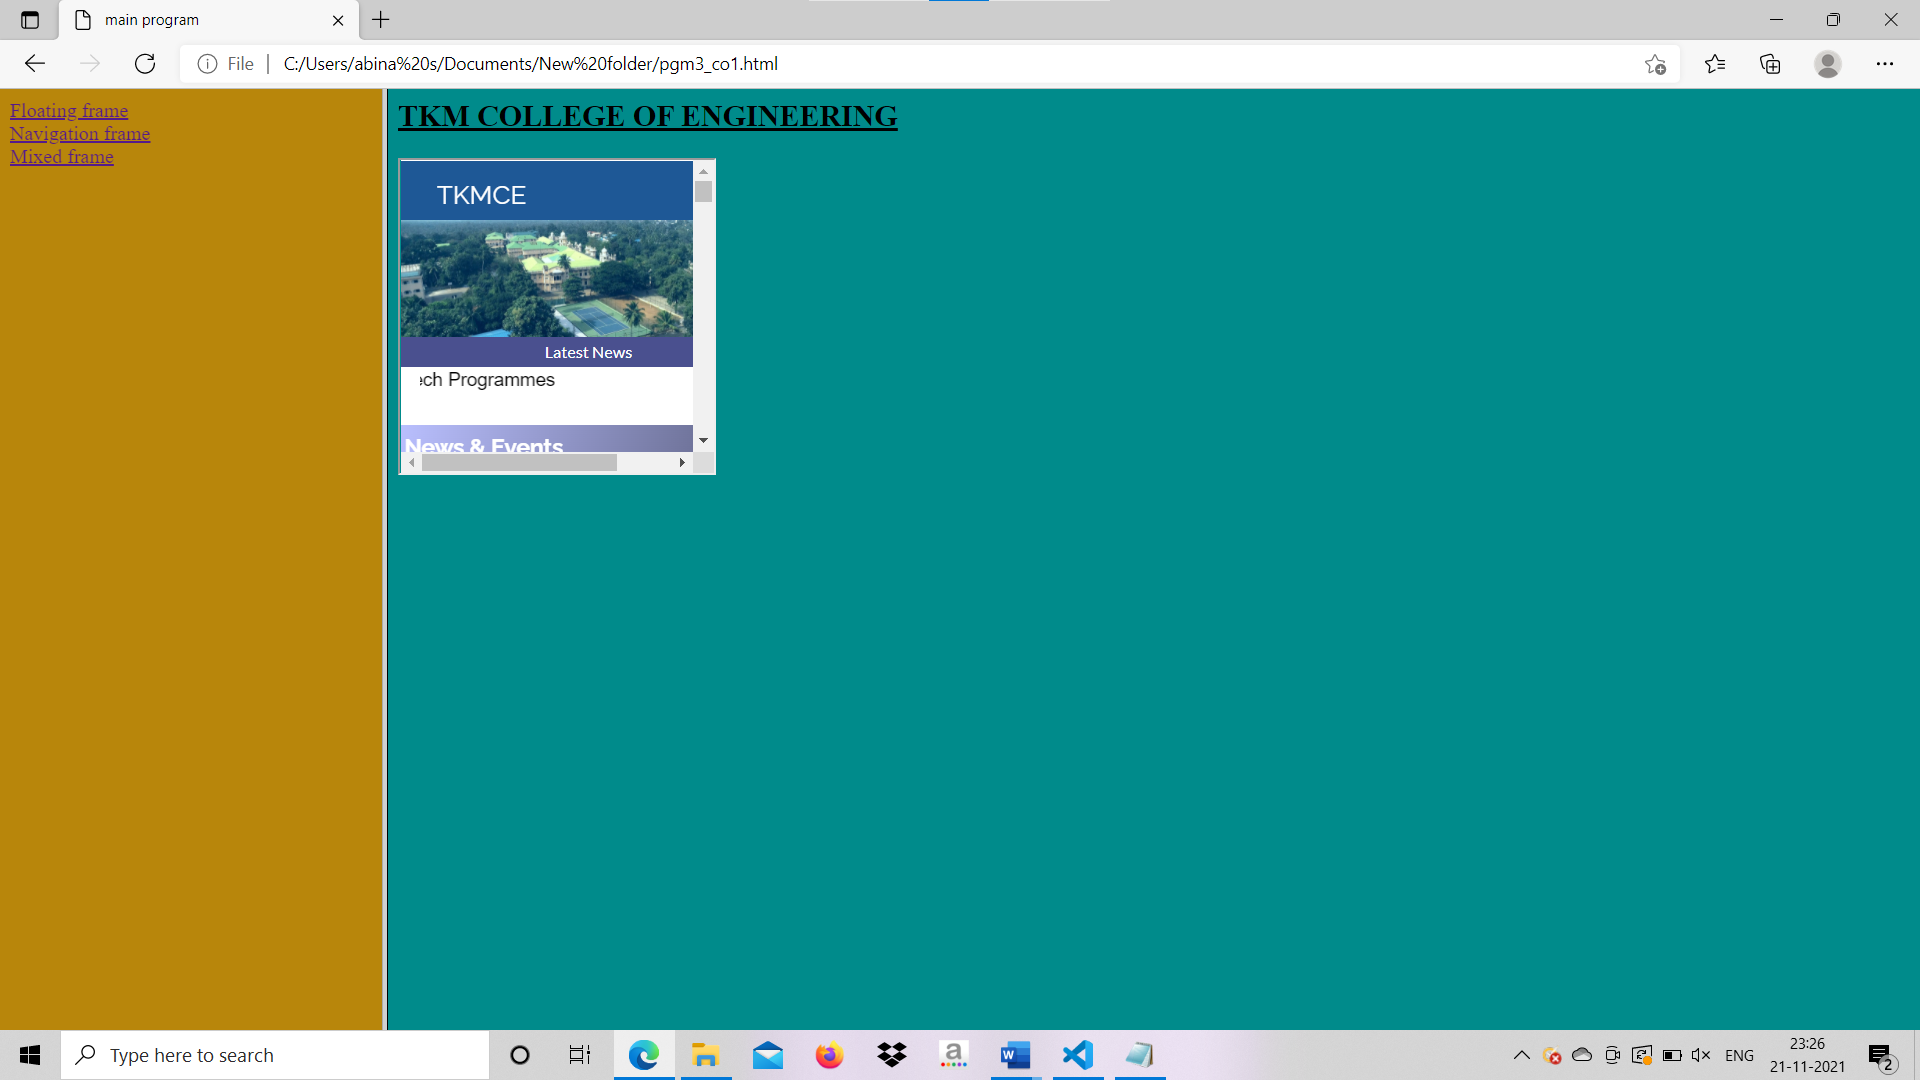 main program
File
C:/Users/abina%20s/Documents/New%20folder/pgm3_co1.html
Floating frame
Navigation frame
Mixed frame
TKM COLLEGE OF ENGINEERING
TKMCE
Latest News
ech Programmes
News & Events
Type here to search
ENG
23:26
21-11-2021
2